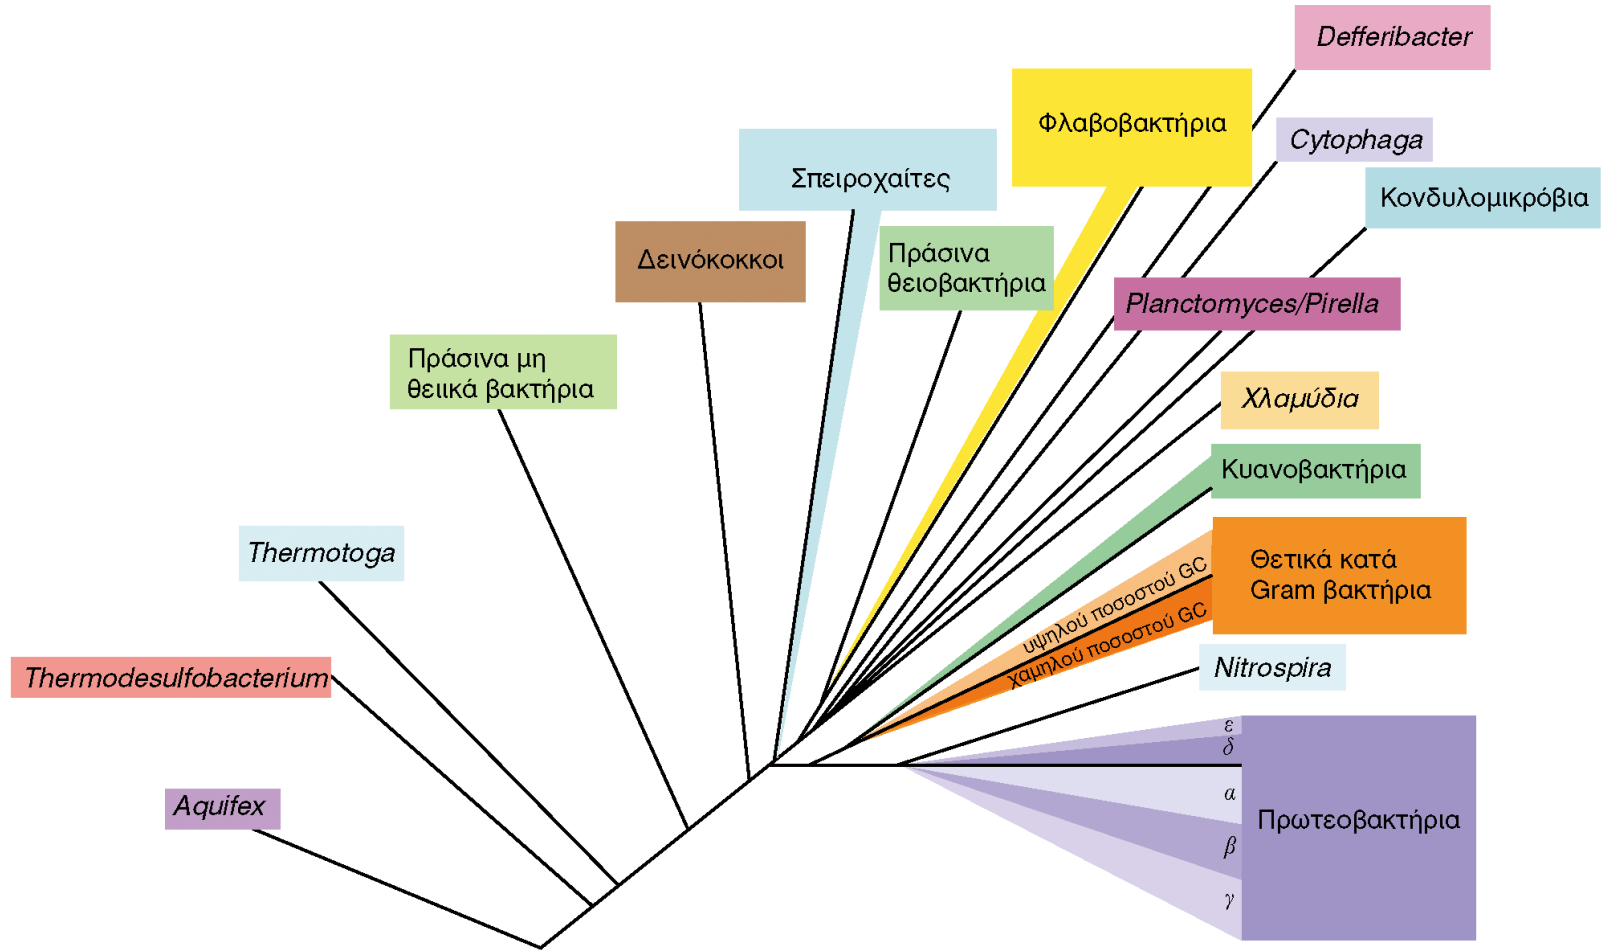 Defferibacter
Φλαβοβακτήρια
Cytophaga
Σπειροχαίτες
Κονδυλομικρόβια
Δεινόκοκκοι
Πράσινα
θειοβακτήρια
Planctomyces/Pirella
Πράσινα μη
θειικά βακτήρια
Χλαμύδια
Κυανοβακτήρια
Thermotoga
υψηλού ποσοστού GC
χαμηλού ποσοστού GC
Θετικά κατά
Gram βακτήρια
Thermodesulfobacterium
Nitrospira
Aquifex
ε
δ
α
β
γ
Πρωτεοβακτήρια